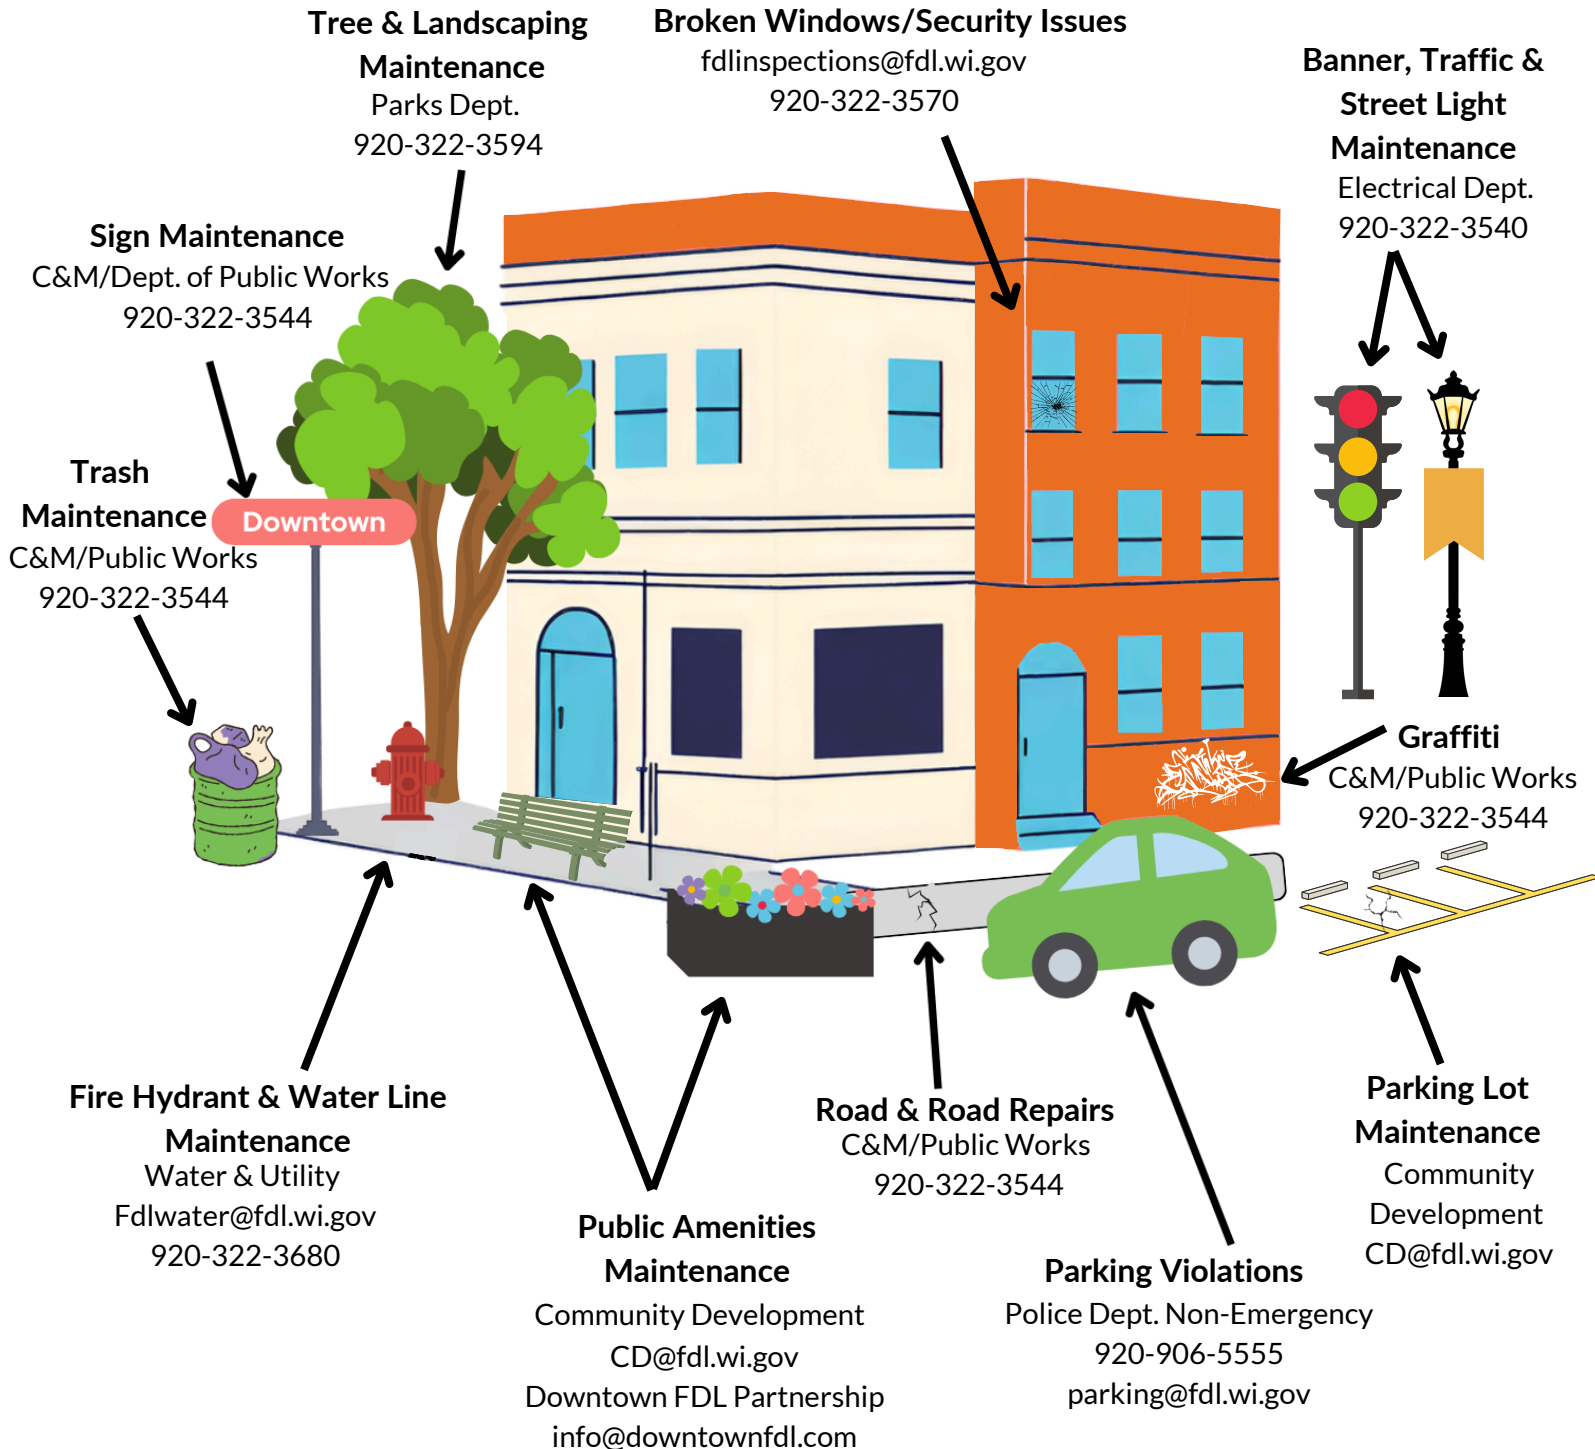 Tree & Landscaping
Maintenance
Parks Dept.
920-322-3594
Broken Windows/Security Issues
fdlinspections@fdl.wi.gov
920-322-3570
Banner, Traffic &
Street Light
Maintenance
Electrical Dept.
920-322-3540
Sign Maintenance
C&M/Dept. of Public Works
920-322-3544
Trash
Maintenance
C&M/Public Works
920-322-3544
Downtown
Graffiti
C&M/Public Works
920-322-3544
Fire Hydrant & Water Line
Maintenance
Water & Utility
Fdlwater@fdl.wi.gov
920-322-3680
Public Amenities
Maintenance
Community Development
CD@fdl.wi.gov
Downtown FDL Partnership
info@downtownfdl.com
Road & Road Repairs
C&M/Public Works
920-322-3544
Parking Violations
Police Dept. Non-Emergency
920-906-5555
parking@fdl.wi.gov
Parking Lot
Maintenance
Community
Development
CD@fdl.wi.gov